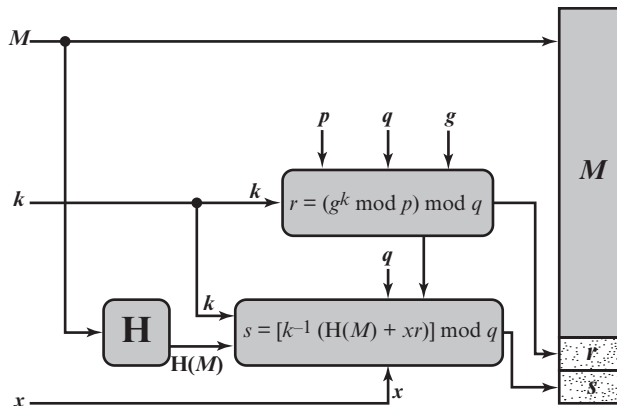 M
p q g
M
k k r = (g^k mod p) mod q
q
k
H s = [k^–1 (H(M) + xr)] mod q
H(M)
r
x x s